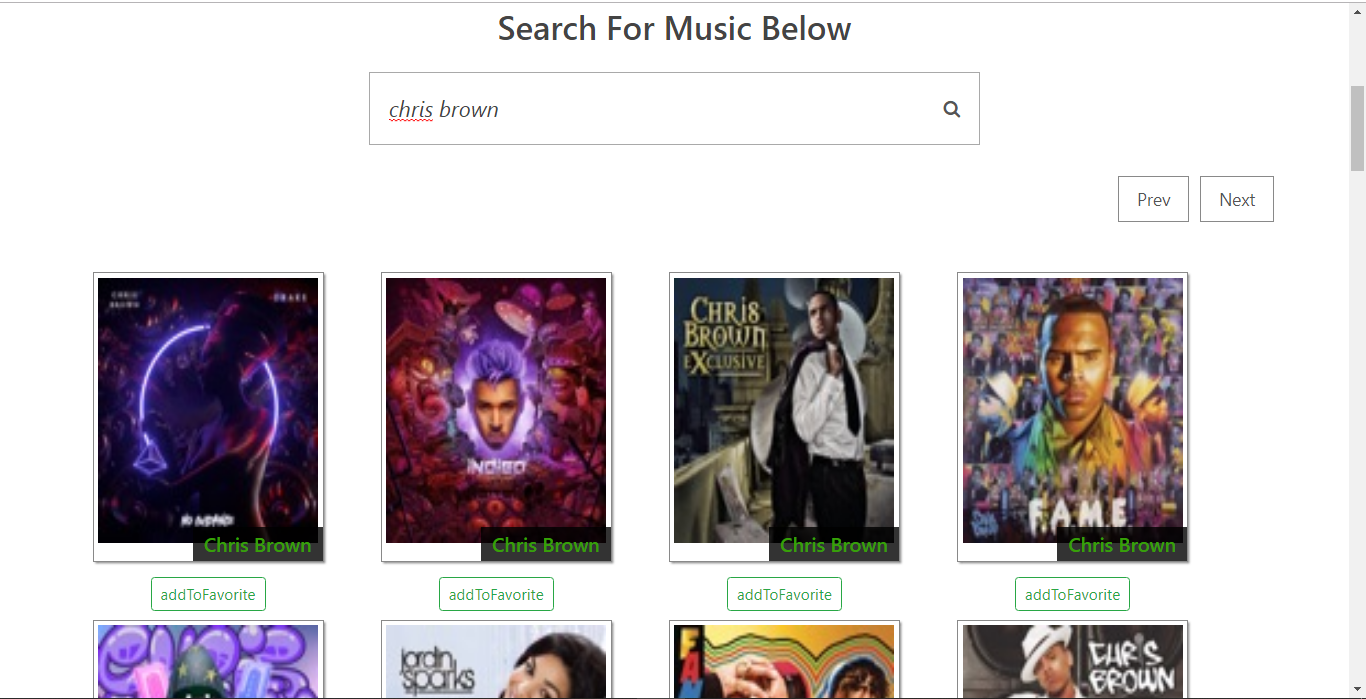 Search For Music Below
chris brown
Prev
Next
CHRIS
BROWN
DRAKE
NO GUIDANCE
INDIGO
CHRIS
BROWN
EXCLUSIVE
F.A.M.E
Chris Brown
Chris Brown
Chris Brown
Chris Brown
addToFavorite
addToFavorite
addToFavorite
addToFavorite
jordin
sparks
FAN
CHRIS
BROWN